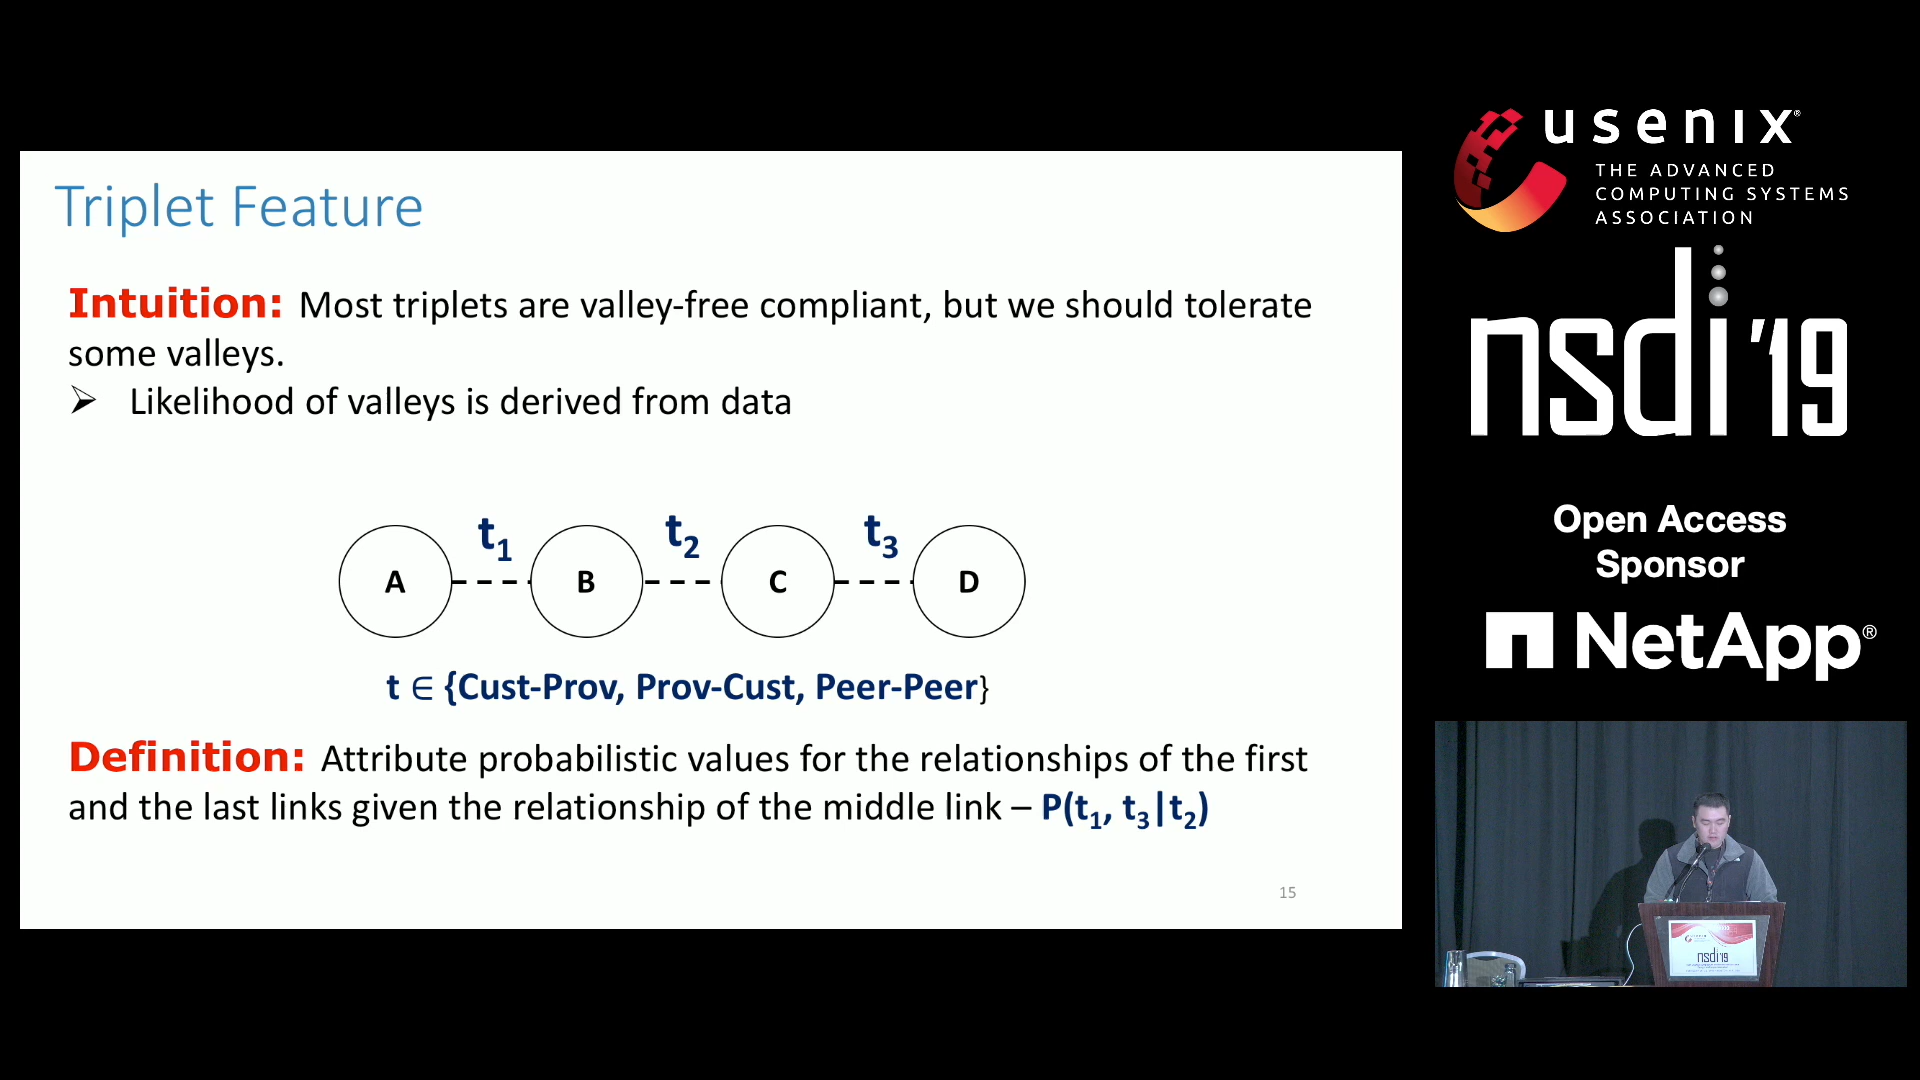 Triplet Feature
Intuition: Most triplets are valley-free compliant, but we should tolerate
some valleys.
➢ Likelihood of valleys is derived from data
t₁ t₂ t₃
A B C D
t ∈ {Cust-Prov, Prov-Cust, Peer-Peer}
Definition: Attribute probabilistic values for the relationships of the first
and the last links given the relationship of the middle link – P(t₁, t₃|t₂)
15
usenix®
THE ADVANCED
COMPUTING SYSTEMS
ASSOCIATION
nsdi '19
Open Access
Sponsor
NetApp®
usenix
nsdi'19